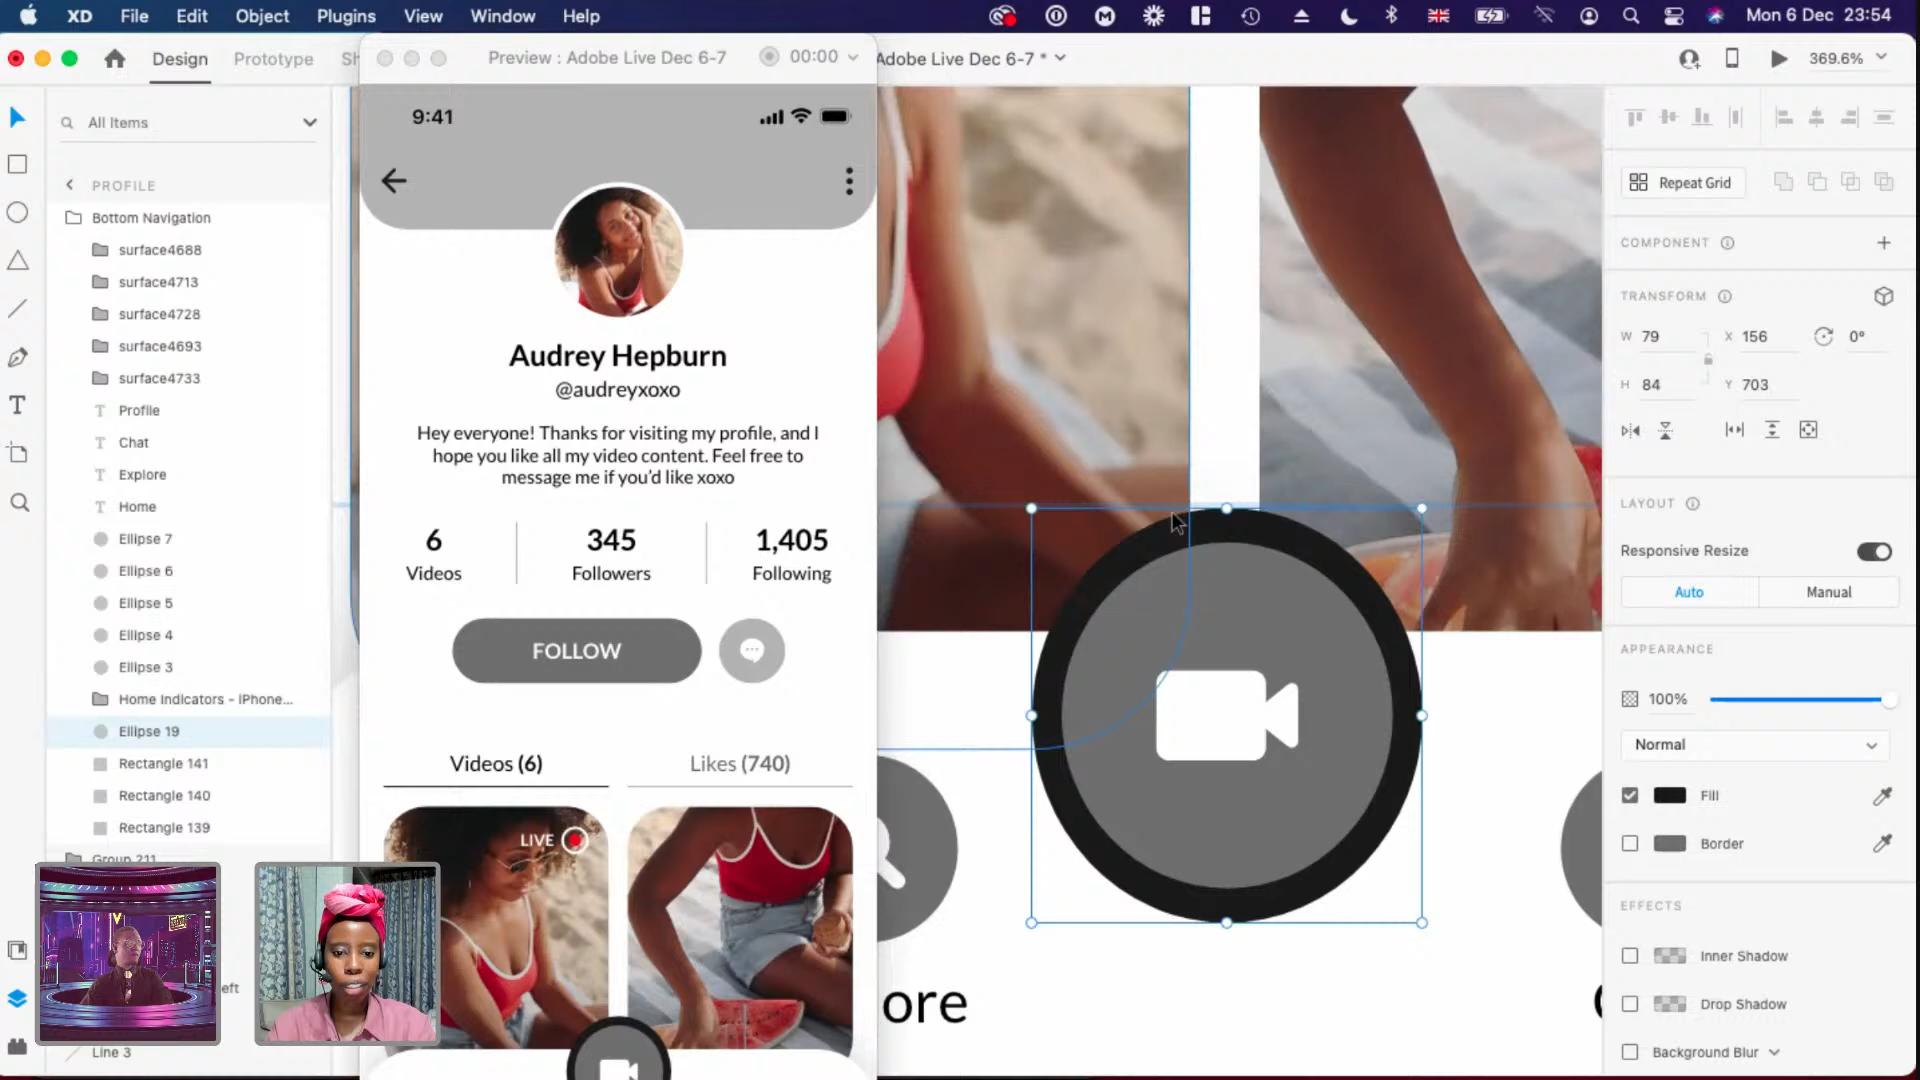 XD File Edit Object Plugins View Window Help
Mon 6 Dec 23:54
Design Prototype Sh
Preview : Adobe Live Dec 6-7
00:00
Adobe Live Dec 6-7 *
369.6%
All Items
PROFILE
Bottom Navigation
surface4688
surface4713
surface4728
surface4693
surface4733
Profile
Chat
Explore
Home
Ellipse 7
Ellipse 6
Ellipse 5
Ellipse 4
Ellipse 3
Home Indicators - iPhone...
Ellipse 19
Rectangle 141
Rectangle 140
Rectangle 139
Group 211
eft
Line 3
9:41
Audrey Hepburn
@audreyxoxo
Hey everyone! Thanks for visiting my profile, and I
hope you like all my video content. Feel free to
message me if you'd like xoxo
6 345 1,405
Videos Followers Following
FOLLOW
Videos (6) Likes (740)
LIVE
ore
Repeat Grid
COMPONENT
TRANSFORM
W 79 X 156 0°
H 84 Y 703
LAYOUT
Responsive Resize
Auto Manual
APPEARANCE
100%
Normal
Fill
Border
EFFECTS
Inner Shadow
Drop Shadow
Background Blur